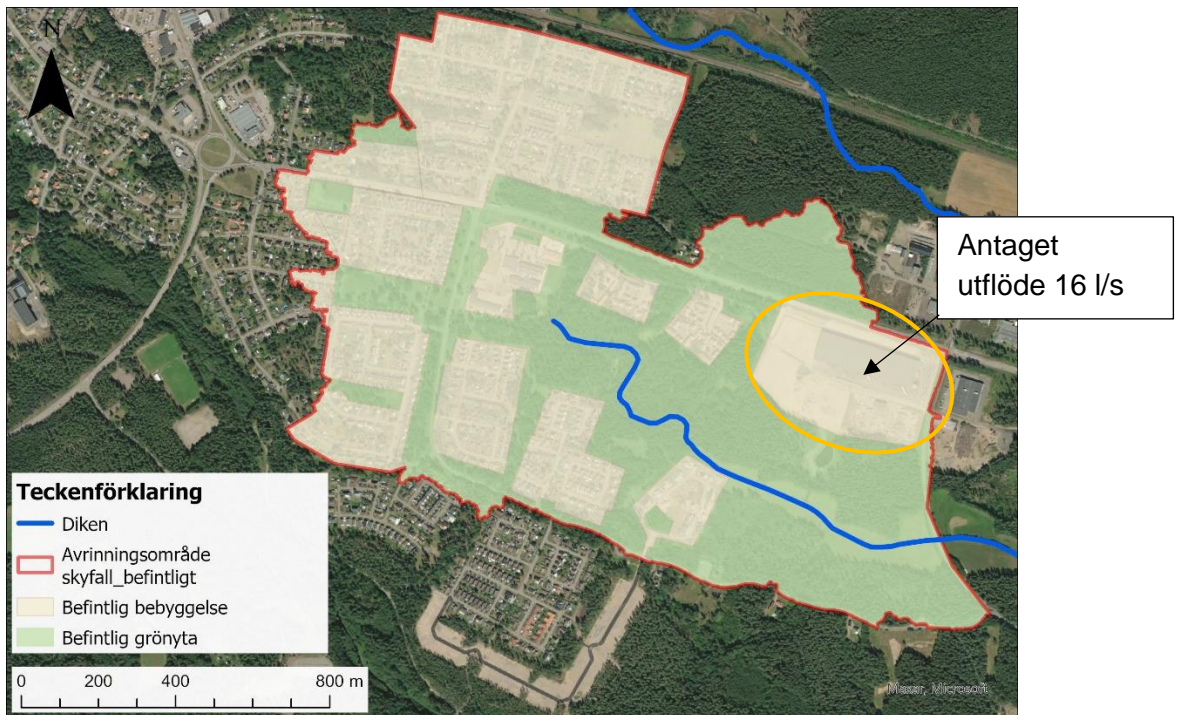 N
Antaget
utflöde 16 l/s
Teckenförklaring
Diken
Avrinningsområde
skyfall_befintligt
Befintlig bebyggelse
Befintlig grönyta
0 200 400 800 m
Maxar, Microsoft